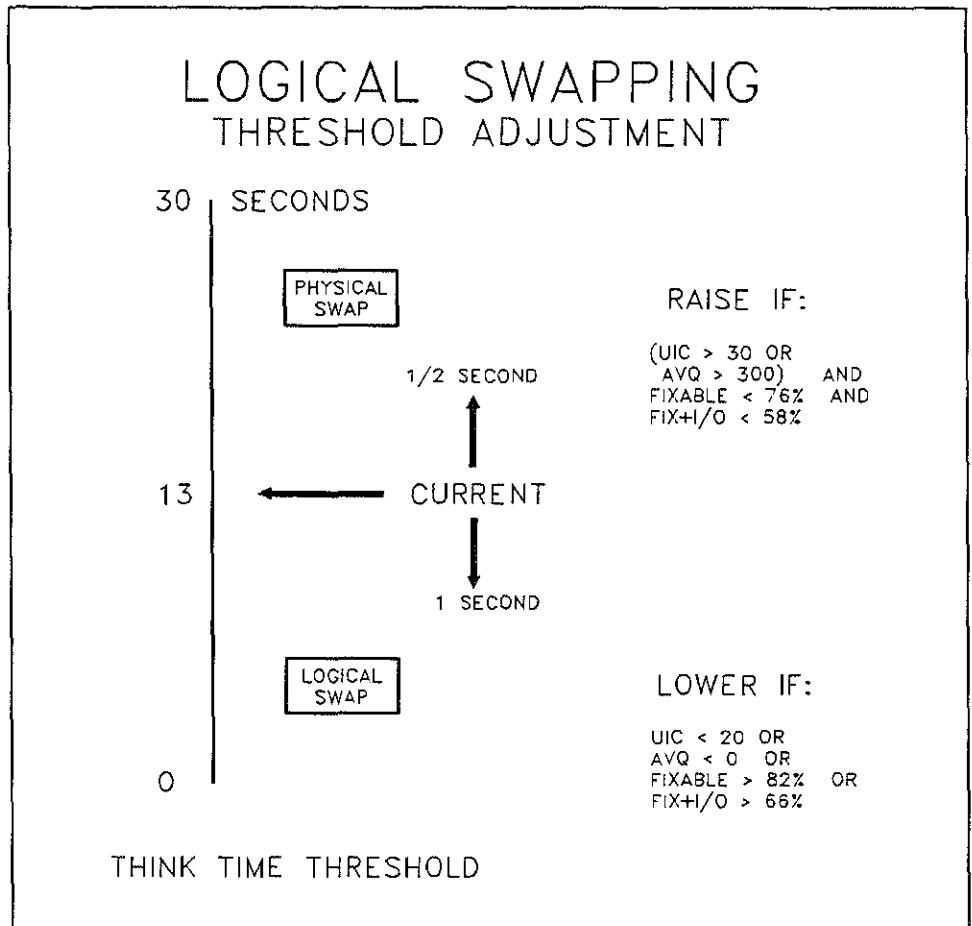 LOGICAL SWAPPING
THRESHOLD ADJUSTMENT
30 SECONDS
PHYSICAL
SWAP
RAISE IF:
(UIC > 30 OR
AVQ > 300) AND
FIXABLE < 76% AND
FIX+I/O < 58%
1/2 SECOND
13
CURRENT
1 SECOND
LOGICAL
SWAP
LOWER IF:
UIC < 20 OR
AVQ < 0 OR
FIXABLE > 82% OR
FIX+I/O > 66%
0
THINK TIME THRESHOLD